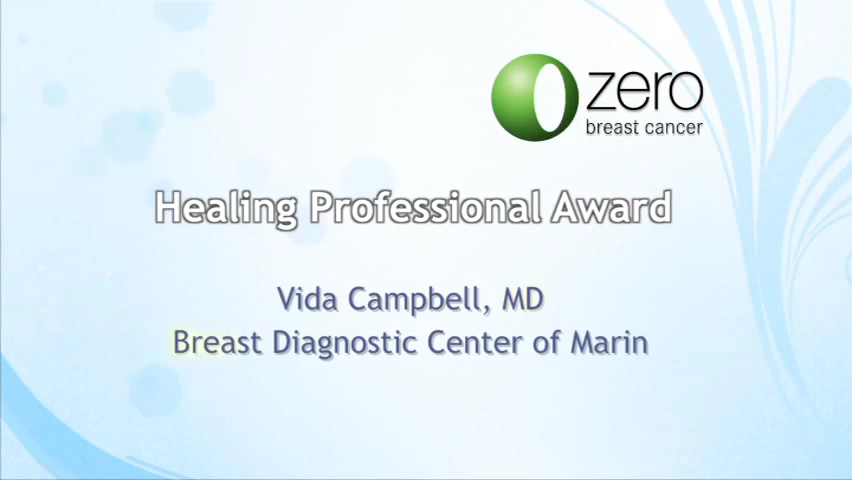 zero
breast cancer
Healing Professional Award
Vida Campbell, MD
Breast Diagnostic Center of Marin